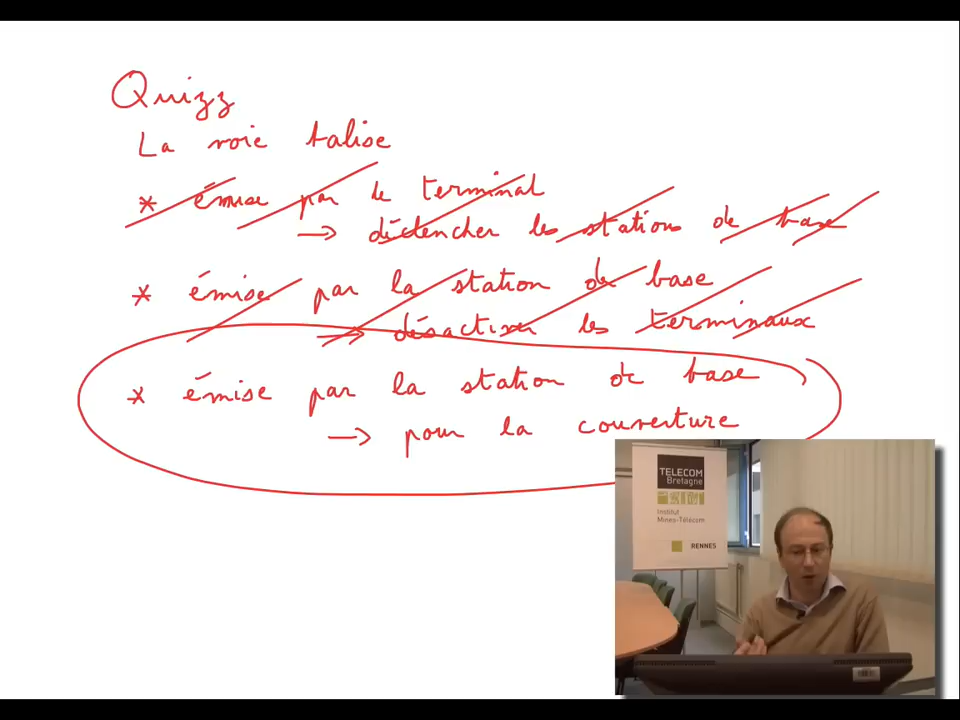 Quizz
La voie balise
* émise par le terminal
→ déclencher les stations de base
* émise par la station de base
→ désactiver les terminaux
* émise par la station de base
→ pour la couverture
TELECOM
Bretagne
Institut
Mines-Télécom
RENNES